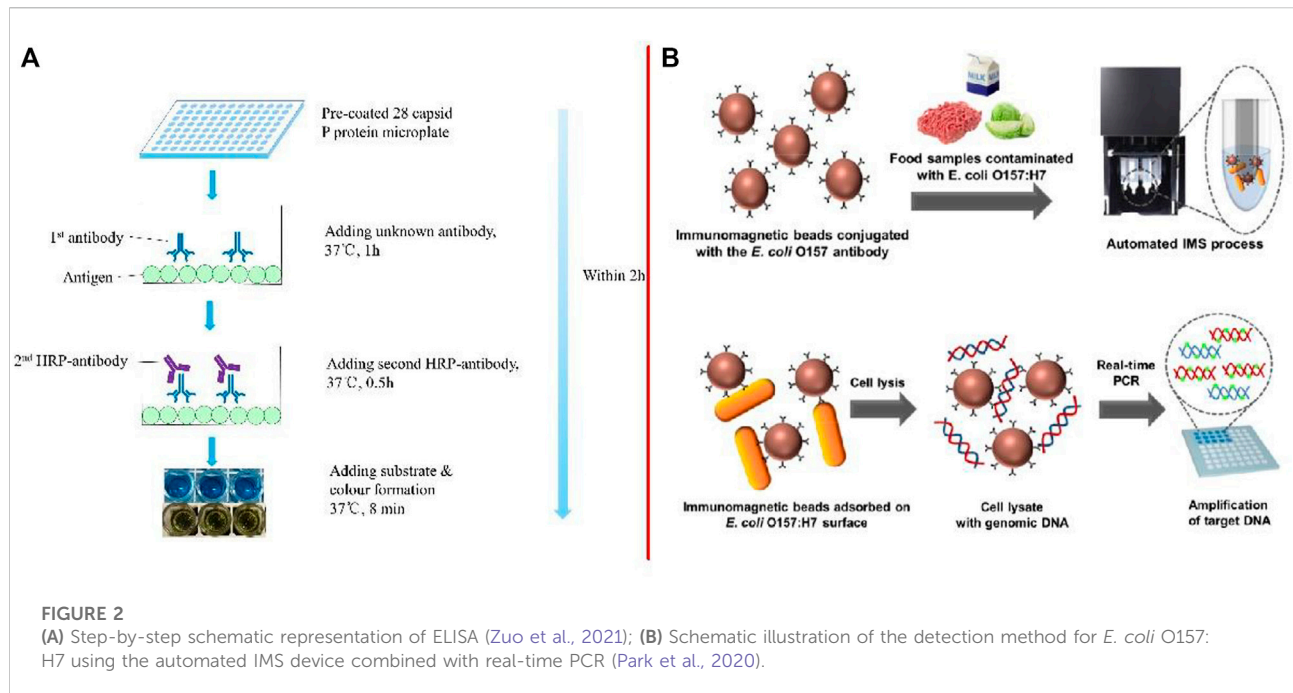 A
Pre-coated 28 capsid
P protein microplate
1st antibody
Antigen
Adding unknown antibody,
37℃, 1h
2nd HRP-antibody
Adding second HRP-antibody,
37℃, 0.5h
Adding substrate &
colour formation
37℃, 8 min
Within 2h
B
MILK
Immunomagnetic beads conjugated
with the E. coli O157 antibody
Food samples contaminated
with E. coli O157:H7
Automated IMS process
Immunomagnetic beads adsorbed on
E. coli O157:H7 surface
Cell lysis
Cell lysate
with genomic DNA
Real-time
PCR
Amplification
of target DNA
FIGURE 2
(A) Step-by-step schematic representation of ELISA (Zuo et al., 2021); (B) Schematic illustration of the detection method for E. coli O157:
H7 using the automated IMS device combined with real-time PCR (Park et al., 2020).